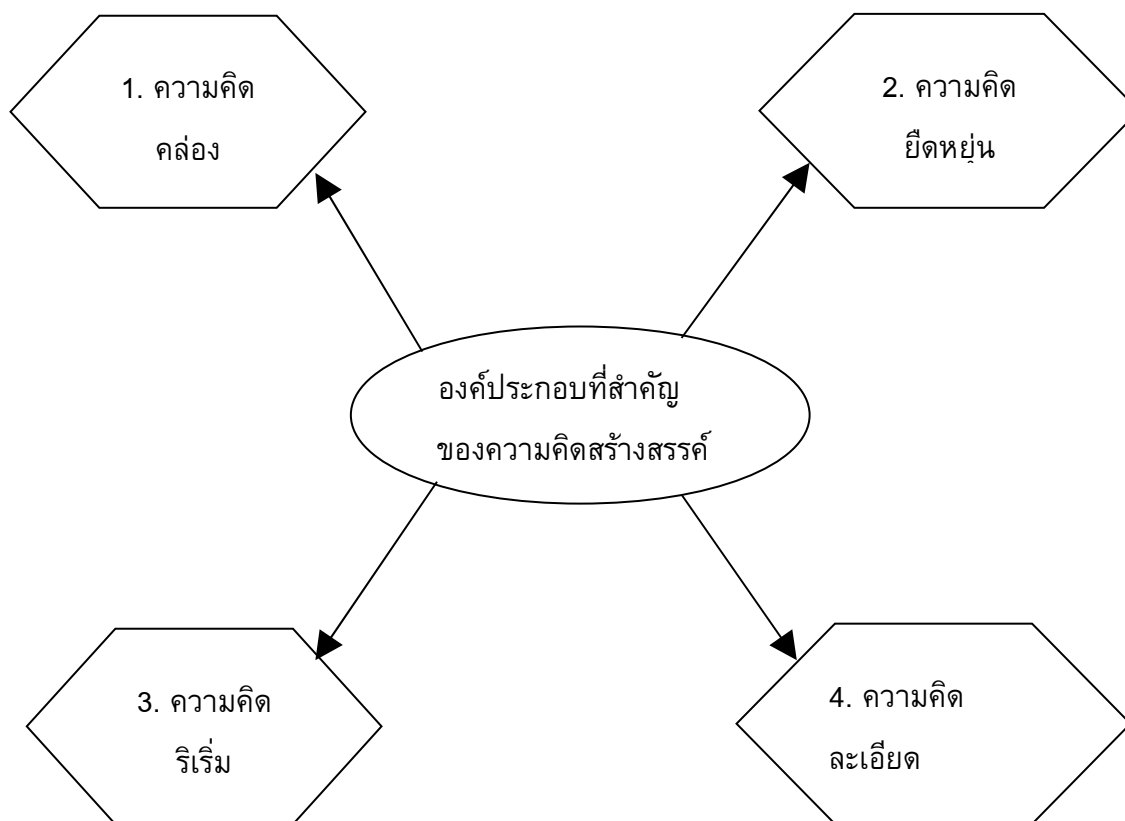 1. ความคิด
คล่อง
2. ความคิด
ยืดหยุ่น
องค์ประกอบที่สำคัญ
ของความคิดสร้างสรรค์
3. ความคิด
ริเริ่ม
4. ความคิด
ละเอียด